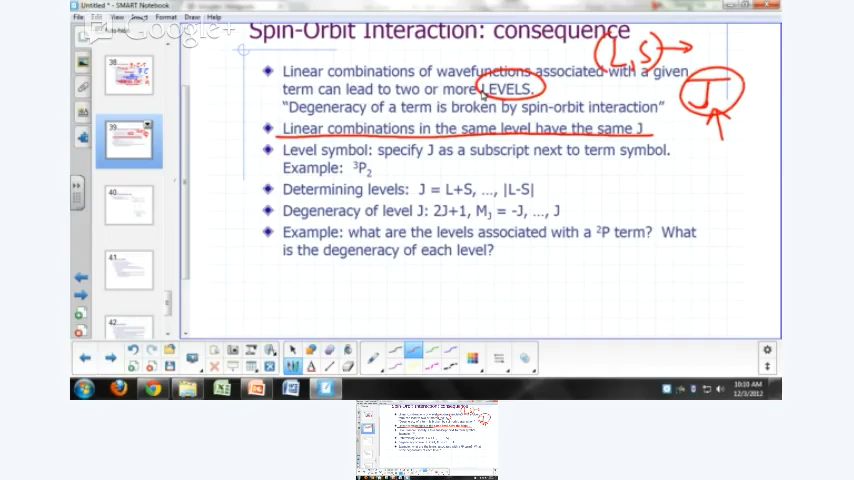 Untitled * - SMART Notebook
File Edit View Insert Format Draw Help
Google+
Spin-Orbit Interaction: consequence
(L, S) →
J
Linear combinations of wavefunctions associated with a given
term can lead to two or more LEVELS.
"Degeneracy of a term is broken by spin-orbit interaction"
Linear combinations in the same level have the same J
Level symbol: specify J as a subscript next to term symbol.
Example: ³P₂
Determining levels: J = L+S, …, |L-S|
Degeneracy of level J: 2J+1, M_J = -J, …, J
Example: what are the levels associated with a ²P term? What
is the degeneracy of each level?
38
39
40
41
42
10:10 AM
12/3/2012